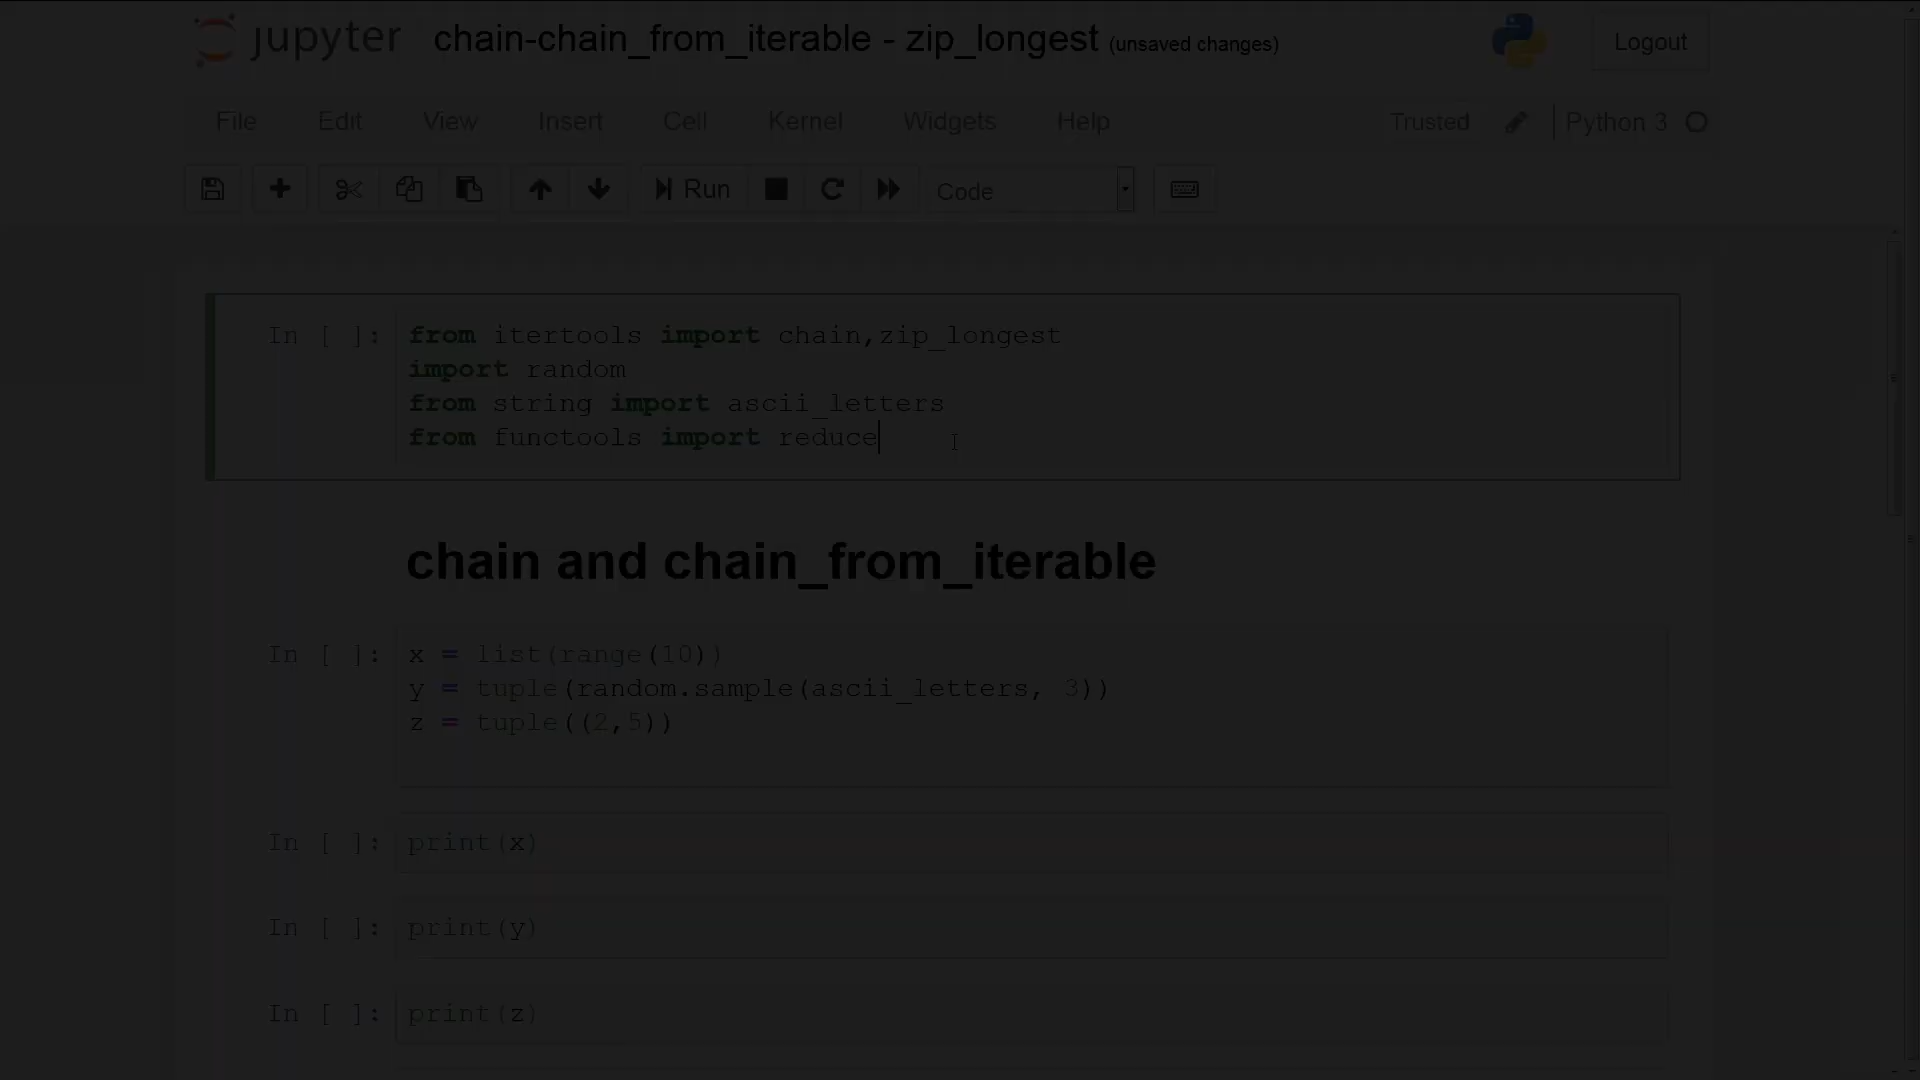 jupyter chain-chain_from_iterable - zip_longest (unsaved changes) Logout
File Edit View Insert Cell Kernel Widgets Help Trusted Python 3
Run Code
In [ ]: from itertools import chain,zip_longest
import random
from string import ascii_letters
from functools import reduce
chain and chain_from_iterable
In [ ]: x = list(range(10))
y = tuple(random.sample(ascii_letters, 3))
z = tuple((2,5))
In [ ]: print(x)
In [ ]: print(y)
In [ ]: print(z)